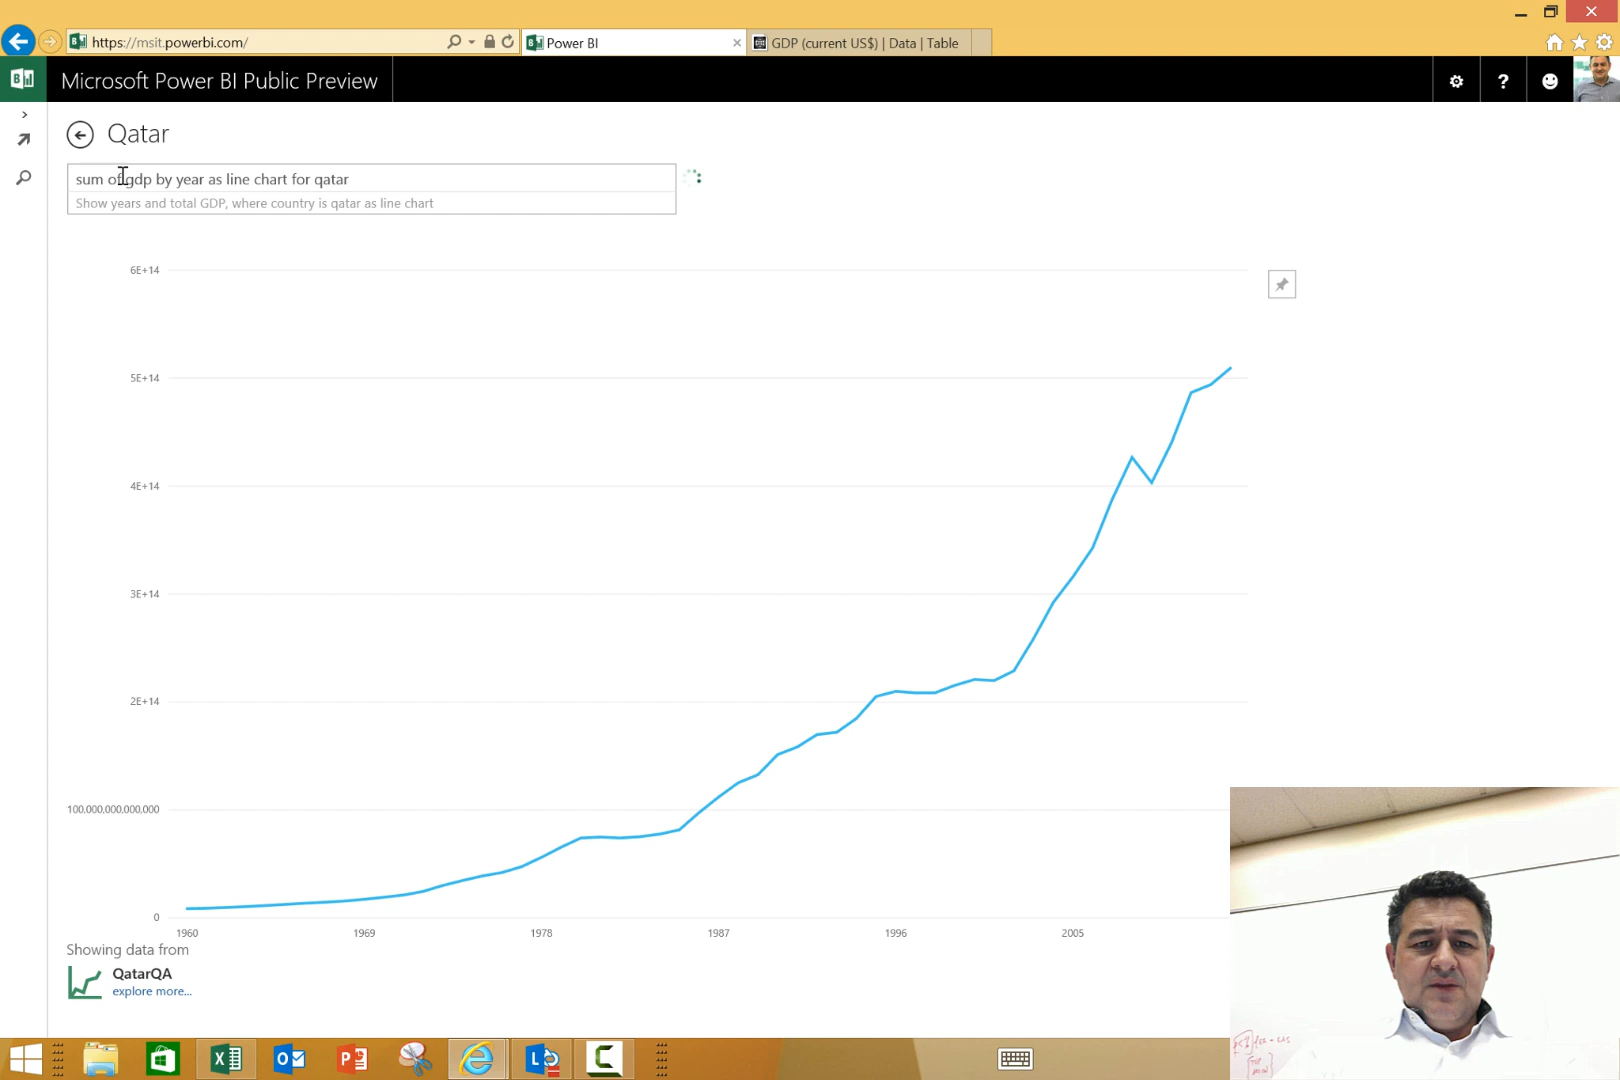 https://msit.powerbi.com/
Power BI
GDP (current US$) | Data | Table
Microsoft Power BI Public Preview
?
Qatar
sum of gdp by year as line chart for qatar
Show years and total GDP, where country is qatar as line chart
6E+14
5E+14
4E+14
3E+14
2E+14
100,000,000,000,000
0
1960 1969 1978 1987 1996 2005
Showing data from
QatarQA
explore more...